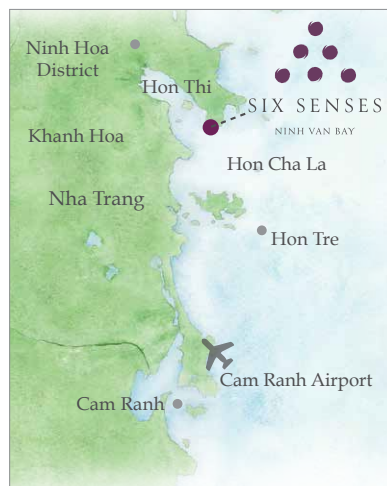 Ninh Hoa
District
Hon Thi
SIX SENSES
NINH VAN BAY
Khanh Hoa
Hon Cha La
Nha Trang
Hon Tre
Cam Ranh Airport
Cam Ranh